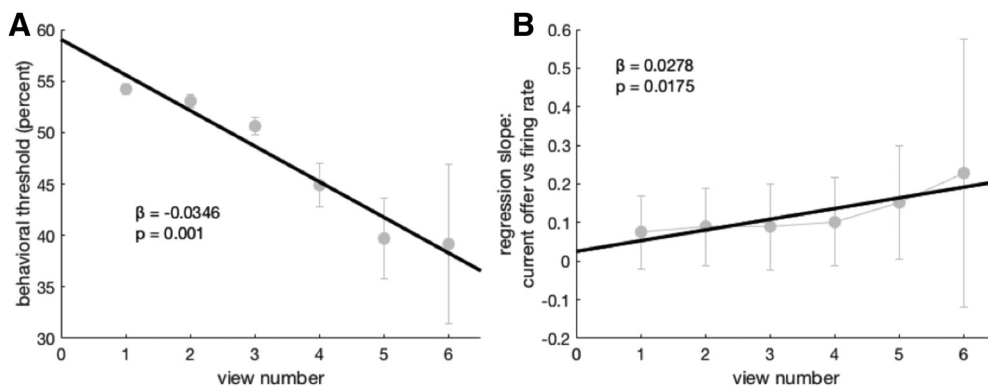 A
60
55
50
45
40
35
30
behavioral threshold (percent)
β = -0.0346
p = 0.001
0 1 2 3 4 5 6
view number
B
0.6
0.5
0.4
0.3
0.2
0.1
0
-0.1
-0.2
regression slope:
current offer vs firing rate
β = 0.0278
p = 0.0175
0 1 2 3 4 5 6
view number